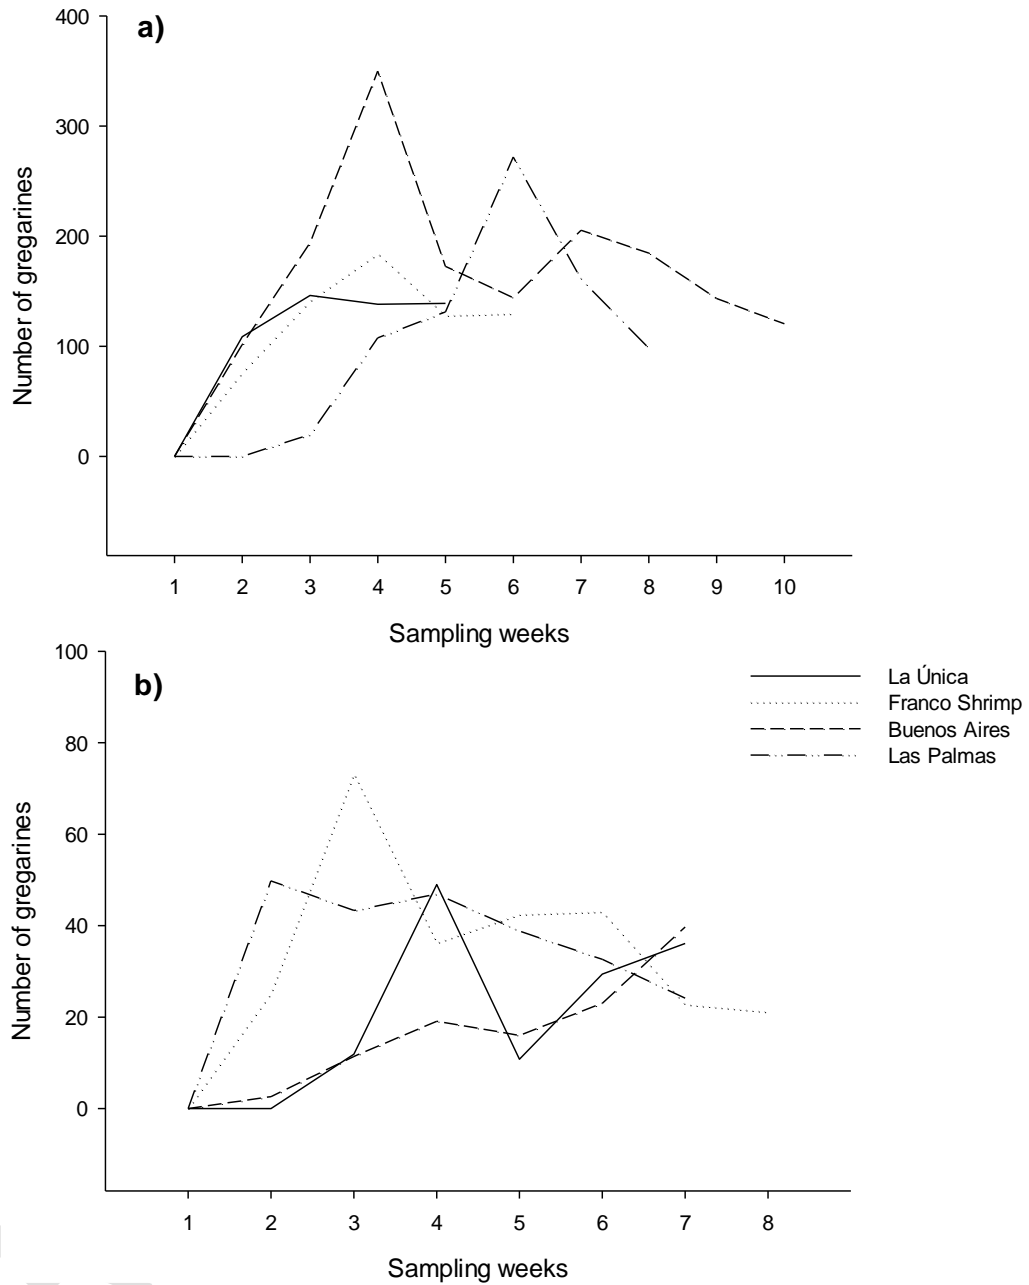 400
a)
300
200
100
0
Number of gregarines
1 2 3 4 5 6 7 8 9 10
Sampling weeks
100
b)
80
60
40
20
0
Number of gregarines
La Única
Franco Shrimp
Buenos Aires
Las Palmas
1 2 3 4 5 6 7 8
Sampling weeks